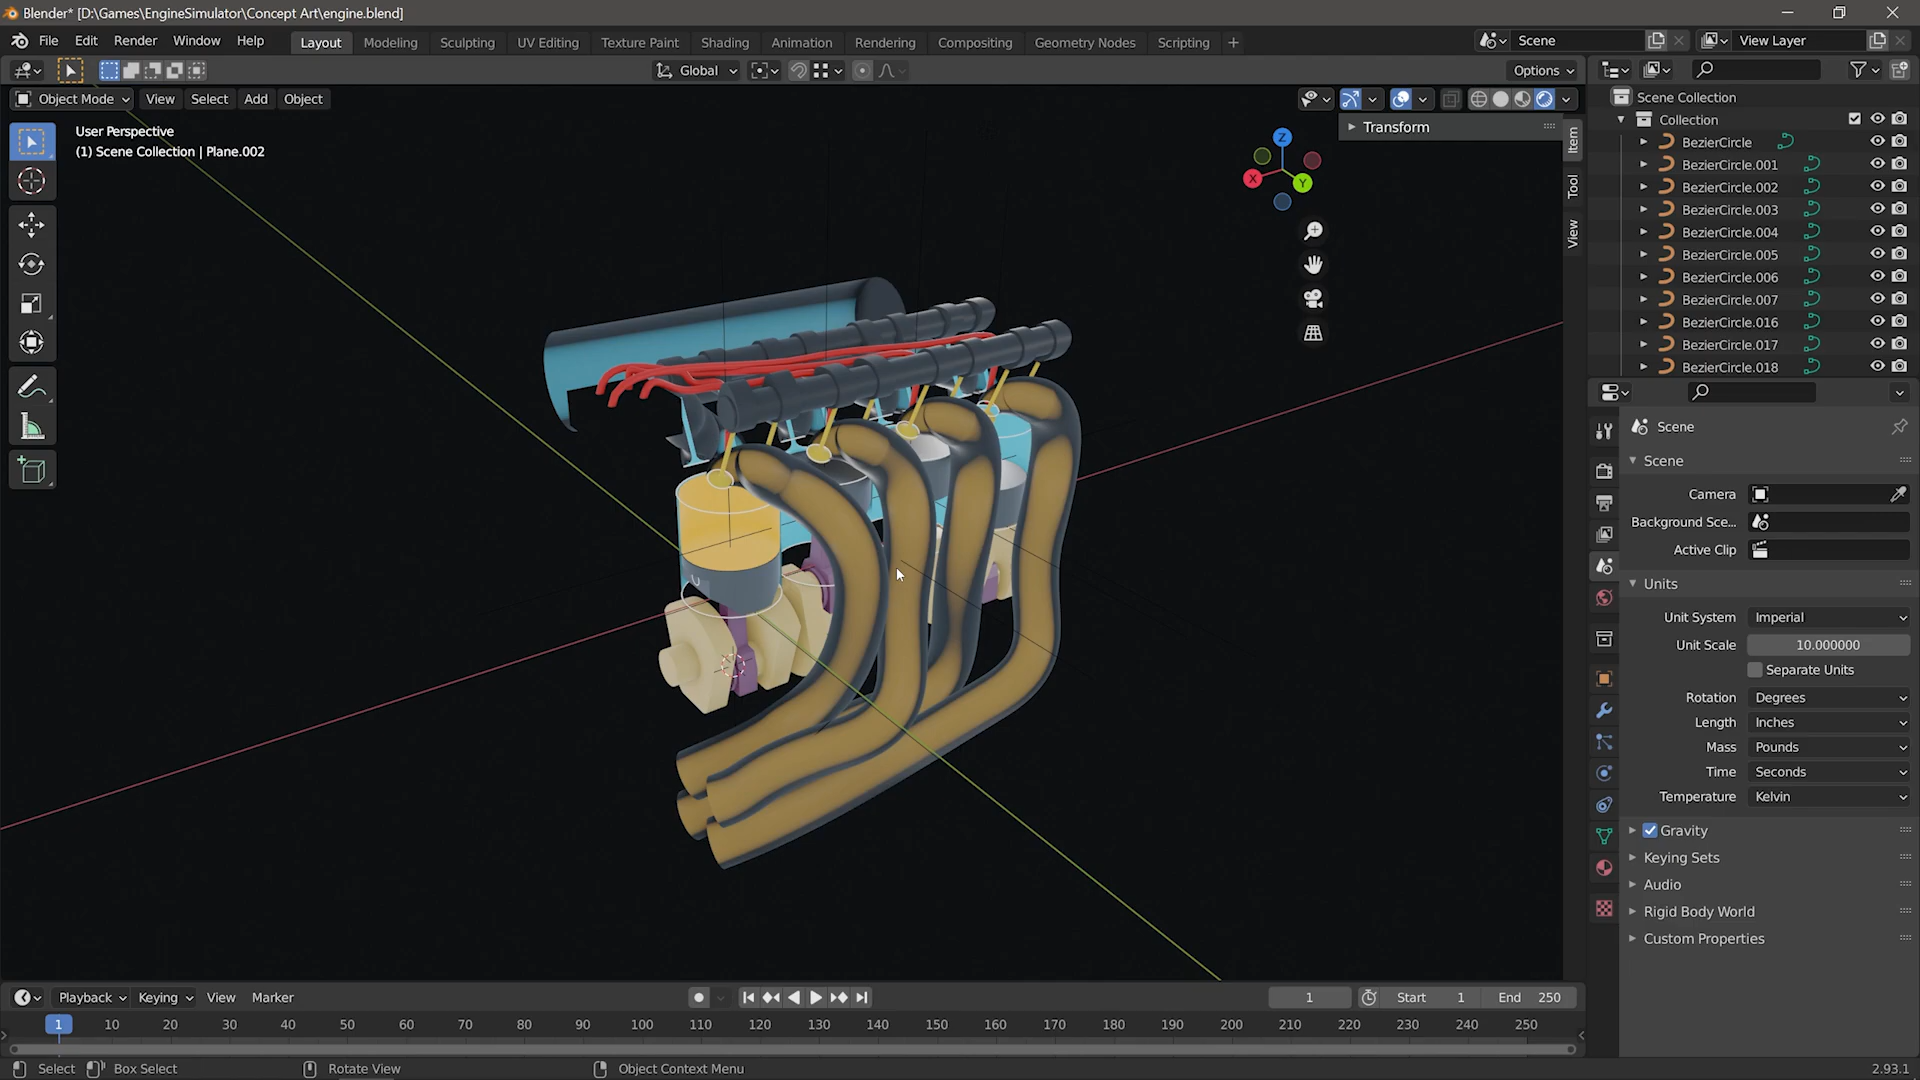 Blender* [D:\Games\EngineSimulator\Concept Art\engine.blend]
File Edit Render Window Help Layout Modeling Sculpting UV Editing Texture Paint Shading Animation Rendering Compositing Geometry Nodes Scripting + Scene View Layer
Global Options
Object Mode View Select Add Object
User Perspective
(1) Scene Collection | Plane.002
Transform
Item
Tool
View
Z
X
Y
Scene Collection
Collection
BezierCircle
BezierCircle.001
BezierCircle.002
BezierCircle.003
BezierCircle.004
BezierCircle.005
BezierCircle.006
BezierCircle.007
BezierCircle.016
BezierCircle.017
BezierCircle.018
Scene
Scene
Camera
Background Sce...
Active Clip
Units
Unit System Imperial
Unit Scale 10.000000
Separate Units
Rotation Degrees
Length Inches
Mass Pounds
Time Seconds
Temperature Kelvin
Gravity
Keying Sets
Audio
Rigid Body World
Custom Properties
Playback Keying View Marker 1 Start 1 End 250
1 10 20 30 40 50 60 70 80 90 100 110 120 130 140 150 160 170 180 190 200 210 220 230 240 250
Select Box Select Rotate View Object Context Menu 2.93.1